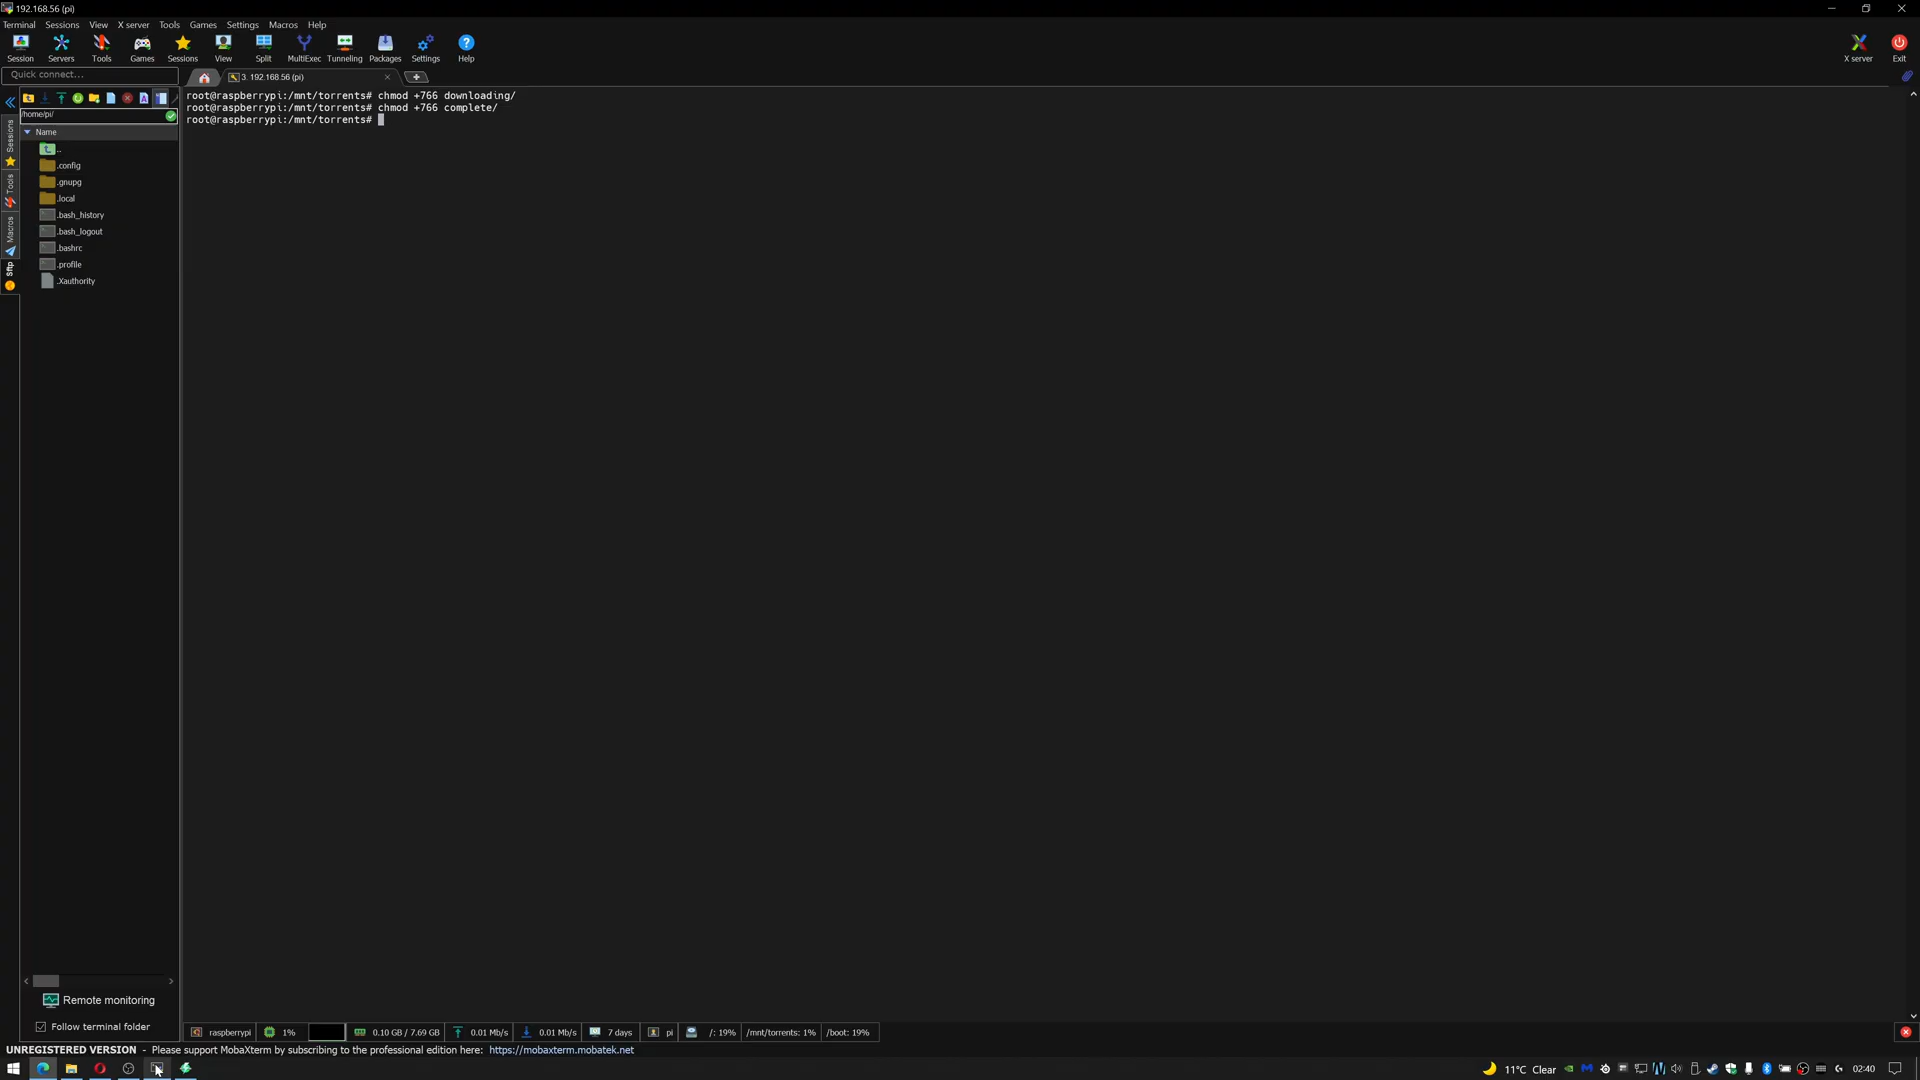 192.168.56 (pi)
Terminal Sessions View X server Tools Games Settings Macros Help
Session Servers Tools Games Sessions View Split MultiExec Tunneling Packages Settings Help
X server Exit
Quick connect...
3. 192.168.56 (pi)
/home/pi/
Name
..
.config
.gnupg
.local
.bash_history
.bash_logout
.bashrc
.profile
.Xauthority
Sessions
Tools
Macros
Sftp
root@raspberrypi:/mnt/torrents# chmod +766 downloading/
root@raspberrypi:/mnt/torrents# chmod +766 complete/
root@raspberrypi:/mnt/torrents#
Remote monitoring
Follow terminal folder
raspberrypi 1% 0.10 GB / 7.69 GB 0.01 Mb/s 0.01 Mb/s 7 days pi /: 19% /mnt/torrents: 1% /boot: 19%
UNREGISTERED VERSION - Please support MobaXterm by subscribing to the professional edition here: https://mobaxterm.mobatek.net
11°C Clear 02:40